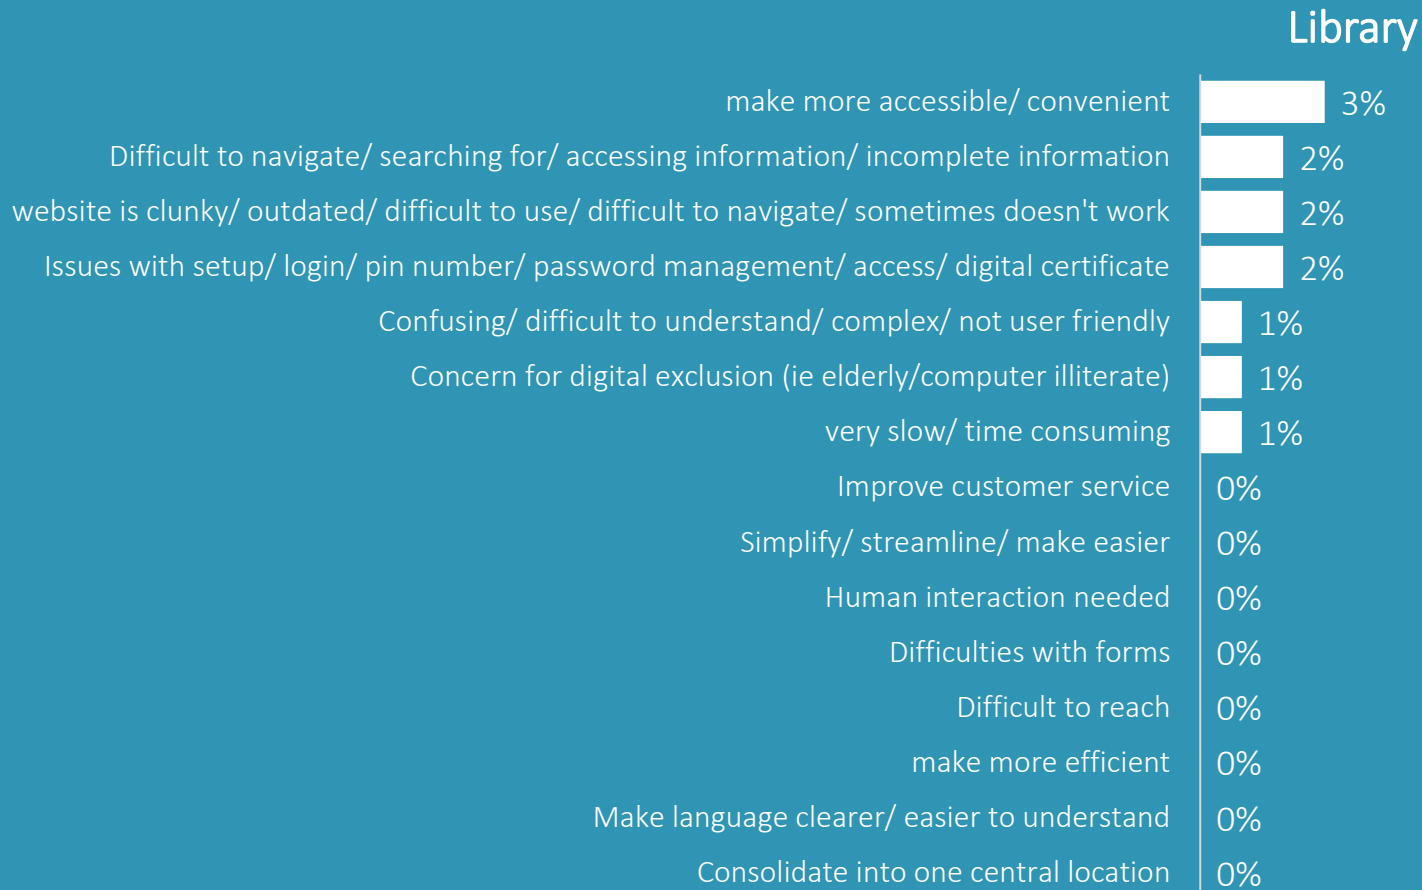 Library
make more accessible/ convenient 3%
Difficult to navigate/ searching for/ accessing information/ incomplete information 2%
website is clunky/ outdated/ difficult to use/ difficult to navigate/ sometimes doesn't work 2%
Issues with setup/ login/ pin number/ password management/ access/ digital certificate 2%
Confusing/ difficult to understand/ complex/ not user friendly 1%
Concern for digital exclusion (ie elderly/computer illiterate) 1%
very slow/ time consuming 1%
Improve customer service 0%
Simplify/ streamline/ make easier 0%
Human interaction needed 0%
Difficulties with forms 0%
Difficult to reach 0%
make more efficient 0%
Make language clearer/ easier to understand 0%
Consolidate into one central location 0%